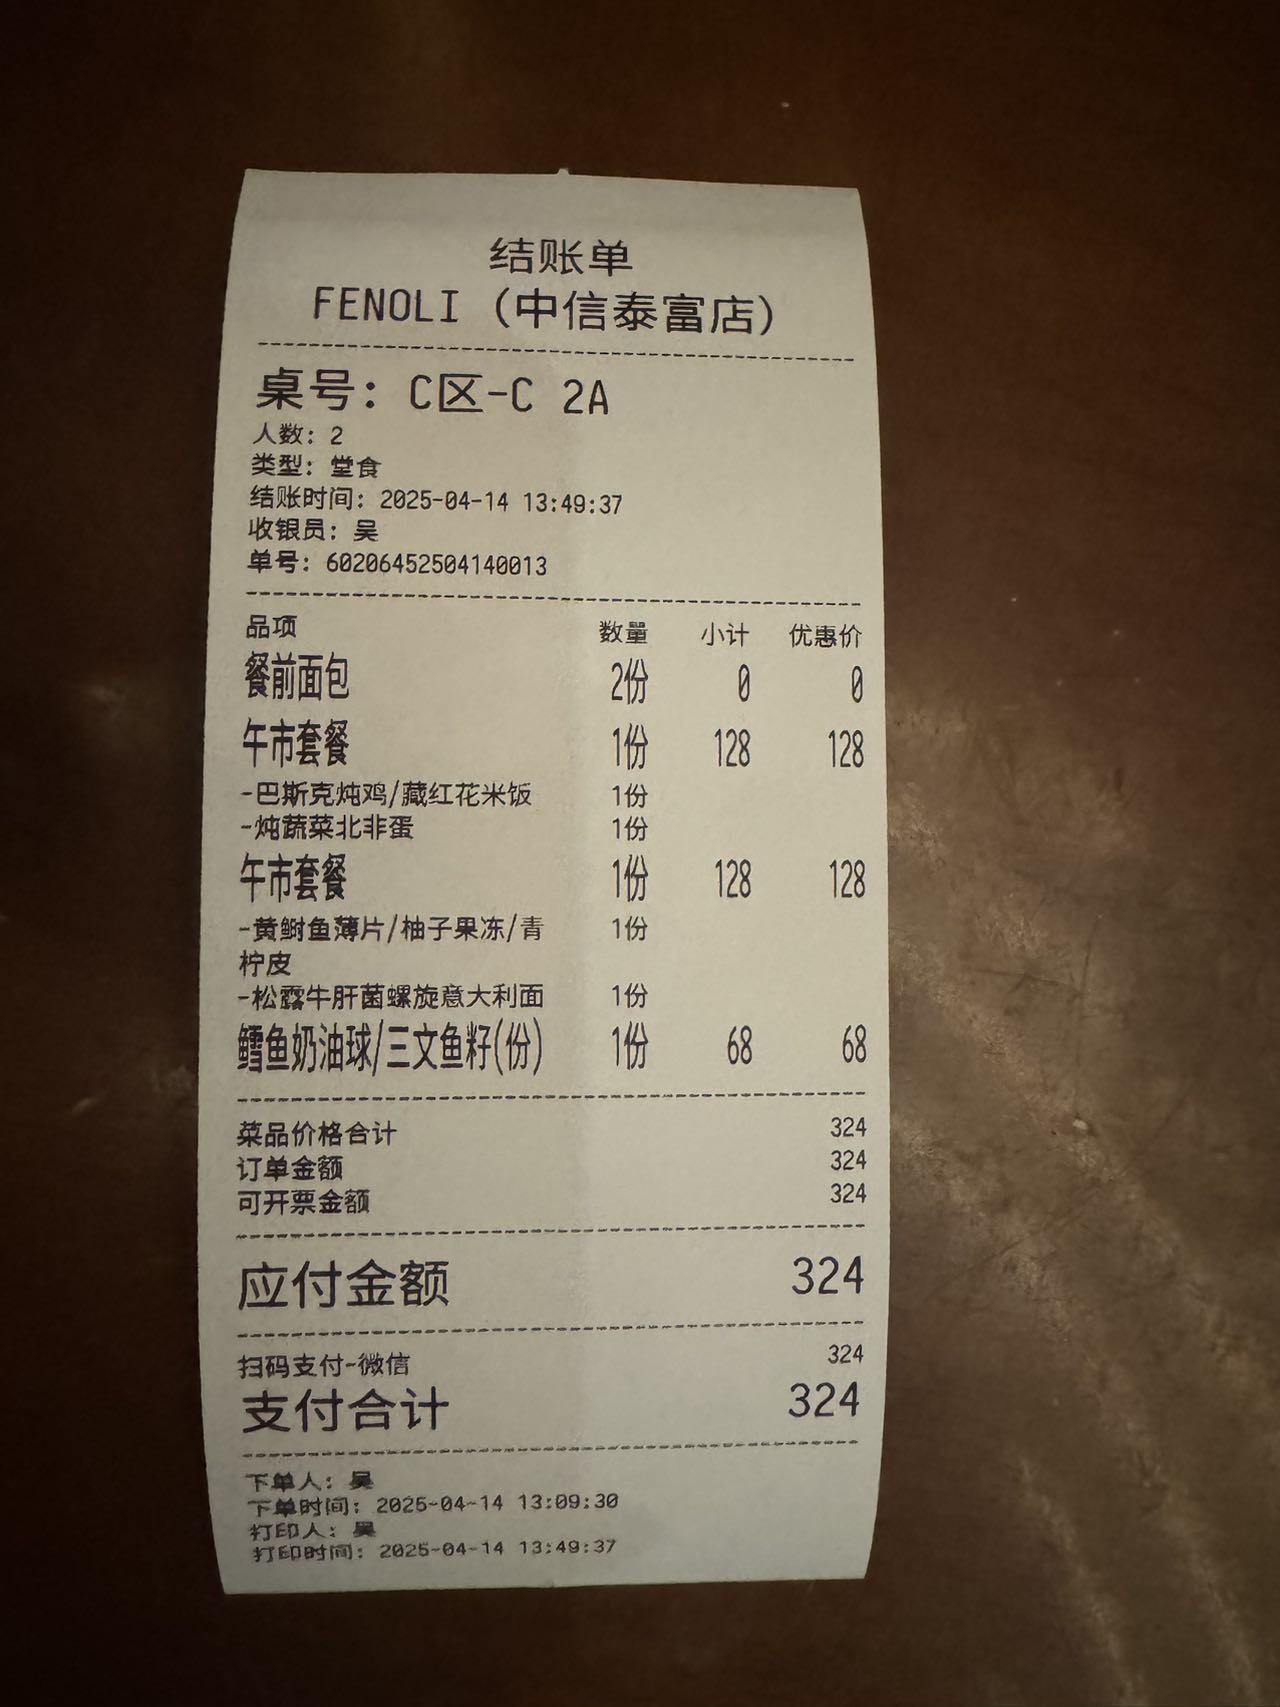 结账单
FENOLI（中信泰富店）
桌号：C区-C 2A
人数：2
类型：堂食
结账时间：2025-04-14 13:49:37
收银员：吴
单号：602064525041400​13
品项 数量 小计 优惠价
餐前面包 2份 0 0
午市套餐 1份 128 128
-巴斯克炖鸡/藏红花米饭 1份
-炖蔬菜北非蛋 1份
午市套餐 1份 128 128
-黄鰤鱼薄片/柚子果冻/青 1份
柠皮
-松露牛肝菌螺旋意大利面 1份
鳕鱼奶油球/三文鱼籽(份) 1份 68 68
菜品价格合计 324
订单金额 324
可开票金额 324
应付金额 324
扫码支付-微信 324
支付合计 324
下单人：吴
下单时间：2025-04-14 13:09:30
打印人：吴
打印时间：2025-04-14 13:49:37